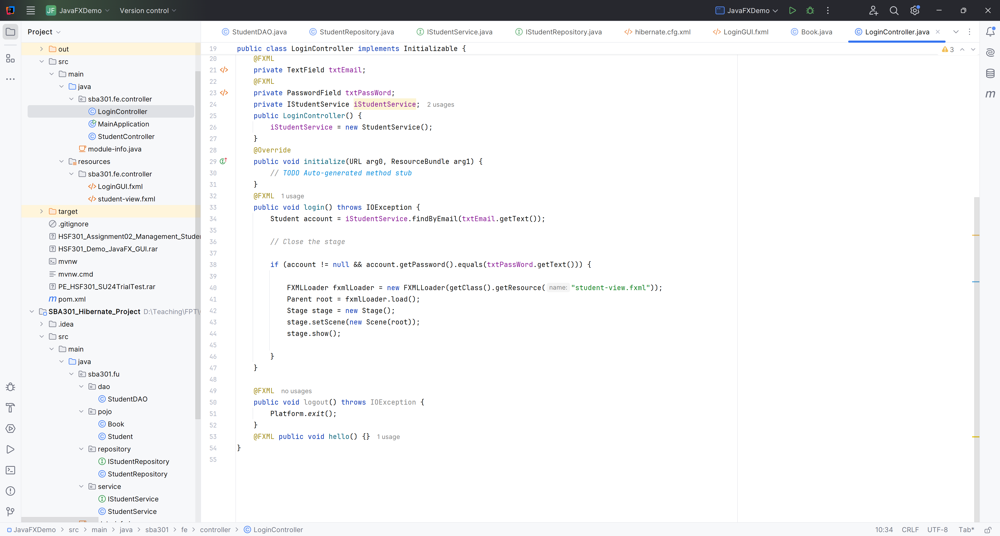 JF JavaFXDemo Version control JavaFXDemo
Project
StudentDAO.java StudentRepository.java IStudentService.java IStudentRepository.java hibernate.cfg.xml LoginGUI.fxml Book.java LoginController.java
out
src
main
java
sba301.fe.controller
LoginController
MainApplication
StudentController
module-info.java
resources
sba301.fe.controller
LoginGUI.fxml
student-view.fxml
target
.gitignore
HSF301_Assignment02_Management_Studen
HSF301_Demo_JavaFX_GUI.rar
mvnw
mvnw.cmd
PE_HSF301_SU24TrialTest.rar
m pom.xml
SBA301_Hibernate_Project D:\Teaching\FPT\
.idea
src
main
java
sba301.fu
dao
StudentDAO
pojo
Book
Student
repository
IStudentRepository
StudentRepository
service
IStudentService
StudentService
3
m
19 public class LoginController implements Initializable {
20 @FXML
21 private TextField txtEmail;
22 @FXML
23 private PasswordField txtPassWord;
24 private IStudentService iStudentService; 2 usages
25 public LoginController() {
26 iStudentService = new StudentService();
27 }
28 @Override
29 public void initialize(URL arg0, ResourceBundle arg1) {
30 // TODO Auto-generated method stub
31 }
32 @FXML 1 usage
33 public void login() throws IOException {
34 Student account = iStudentService.findByEmail(txtEmail.getText());
35
36 // Close the stage
37
38 if (account != null && account.getPassword().equals(txtPassWord.getText())) {
39
40 FXMLLoader fxmlLoader = new FXMLLoader(getClass().getResource( name: "student-view.fxml"));
41 Parent root = fxmlLoader.load();
42 Stage stage = new Stage();
43 stage.setScene(new Scene(root));
44 stage.show();
45
46 }
47 }
48
49 @FXML no usages
50 public void logout() throws IOException {
51 Platform.exit();
52 }
53 @FXML public void hello() {} 1 usage
54 }
55
JavaFXDemo > src > main > java > sba301 > fe > controller > LoginController 10:34 CRLF UTF-8 Tab*